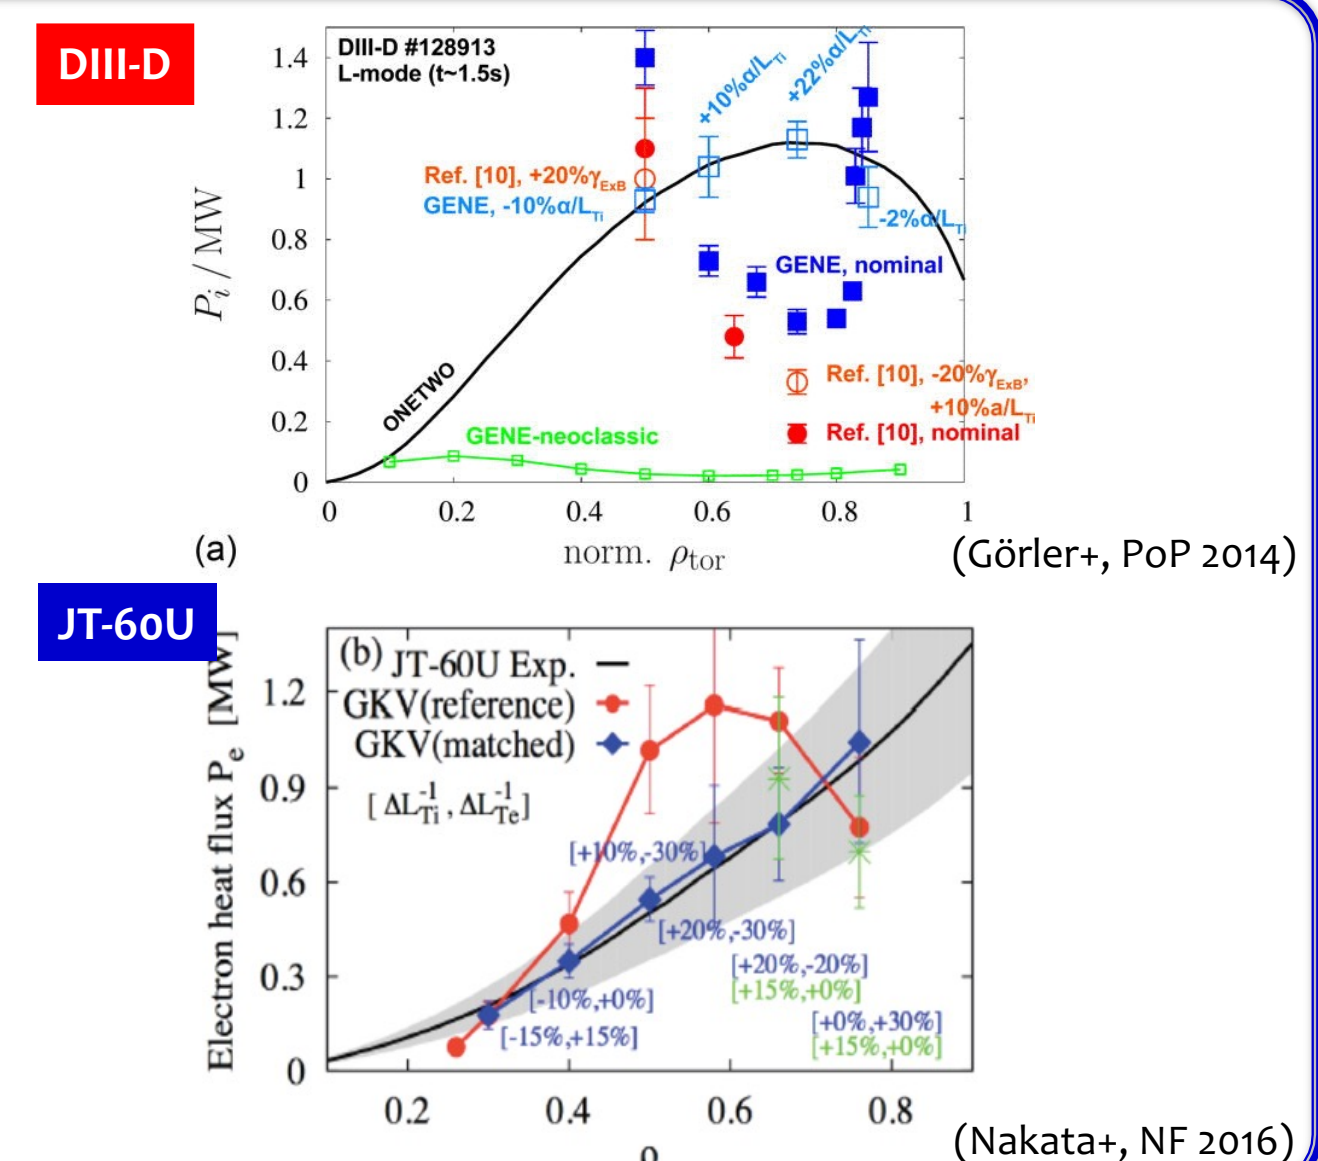 DIII-D
DIII-D #128913
L-mode (t~1.5s)
+10%α/L_Ti
+22%α/L_Ti
Ref. [10], +20%γ_ExB
GENE, -10%α/L_Ti
-2%α/L_Ti
GENE, nominal
ONETWO
Ref. [10], -20%γ_ExB,
+10%a/L_Ti
Ref. [10], nominal
GENE-neoclassic
P_i / MW
1.4
1.2
1
0.8
0.6
0.4
0.2
0
0 0.2 0.4 0.6 0.8 1
(a)
norm. ρ_tor
(Görler+, PoP 2014)
JT-60U
(b) JT-60U Exp.
GKV(reference)
GKV(matched)
[ ΔL_Ti^-1 , ΔL_Te^-1 ]
[+10%,-30%]
[+20%,-30%]
[+20%,-20%]
[+15%,+0%]
[-10%,+0%]
[+0%,+30%]
[-15%,+15%]
[+15%,+0%]
Electron heat flux P_e [MW]
1.2
0.9
0.6
0.3
0
0.2 0.4 0.6 0.8
(Nakata+, NF 2016)